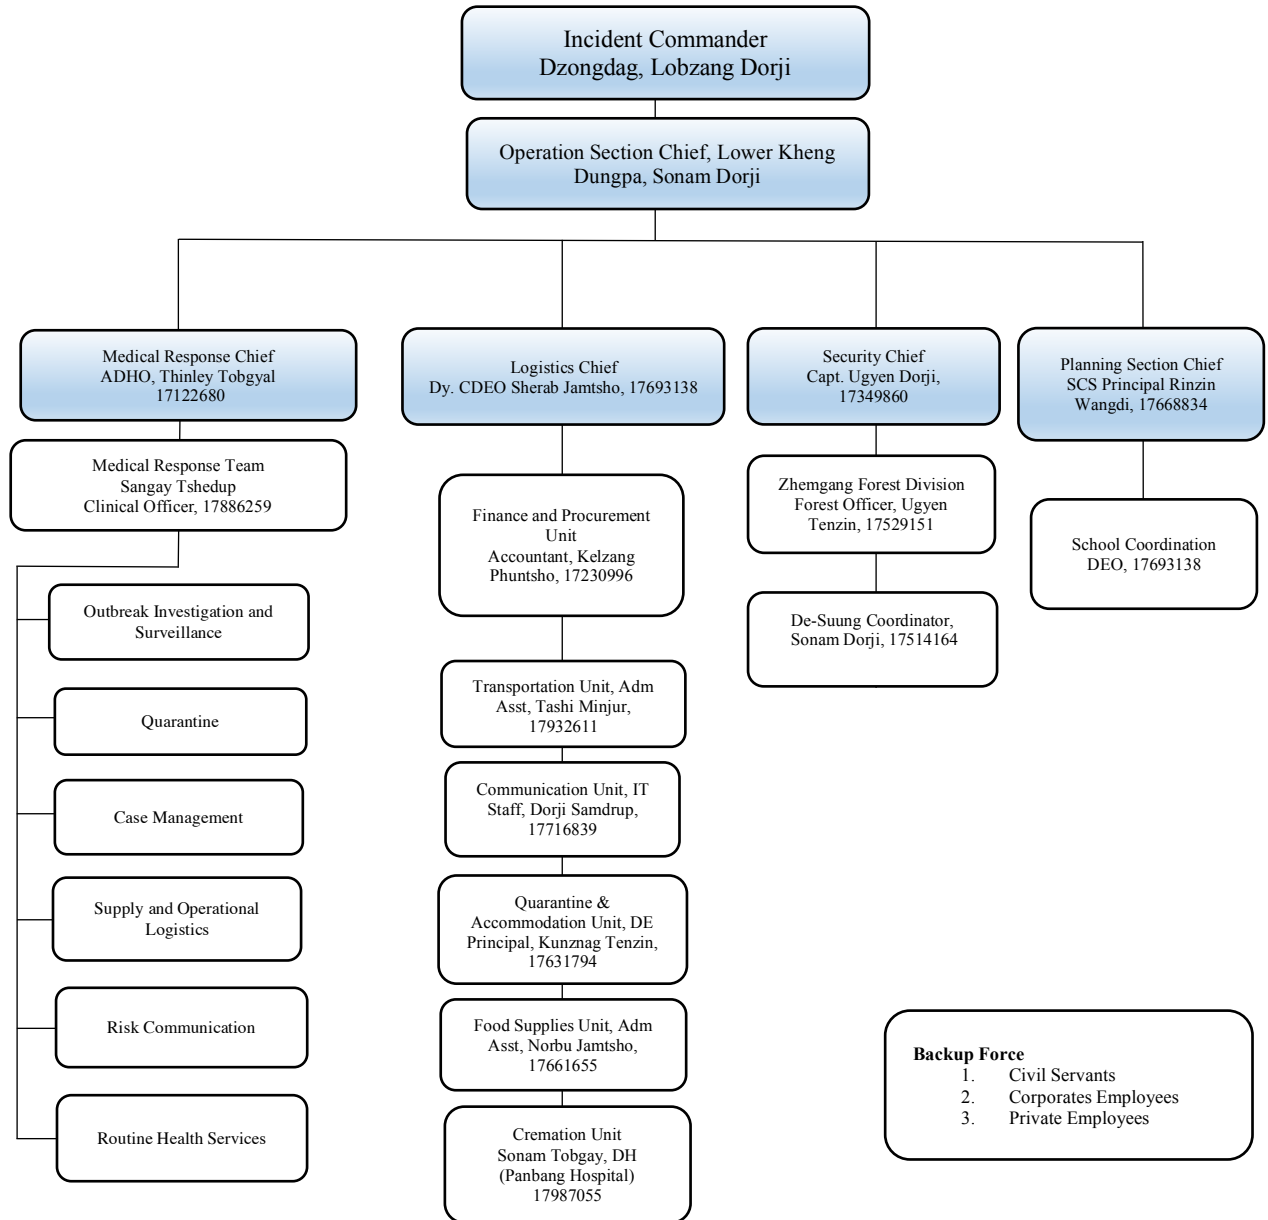 Incident Commander
Dzongdag, Lobzang Dorji
Operation Section Chief, Lower Kheng
Dungpa, Sonam Dorji
Medical Response Chief
ADHO, Thinley Tobgyal
17122680
Logistics Chief
Dy. CDEO Sherab Jamtsho, 17693138
Security Chief
Capt. Ugyen Dorji,
17349860
Planning Section Chief
SCS Principal Rinzin
Wangdi, 17668834
Medical Response Team
Sangay Tshedup
Clinical Officer, 17886259
Outbreak Investigation and
Surveillance
Quarantine
Case Management
Supply and Operational
Logistics
Risk Communication
Routine Health Services
Finance and Procurement
Unit
Accountant, Kelzang
Phuntsho, 17230996
Transportation Unit, Adm
Asst, Tashi Minjur,
17932611
Communication Unit, IT
Staff, Dorji Samdrup,
17716839
Quarantine &
Accommodation Unit, DE
Principal, Kunznag Tenzin,
17631794
Food Supplies Unit, Adm
Asst, Norbu Jamtsho,
17661655
Cremation Unit
Sonam Tobgay, DH
(Panbang Hospital)
17987055
Zhemgang Forest Division
Forest Officer, Ugyen
Tenzin, 17529151
De-Suung Coordinator,
Sonam Dorji, 17514164
School Coordination
DEO, 17693138
Backup Force
1. Civil Servants
2. Corporates Employees
3. Private Employees